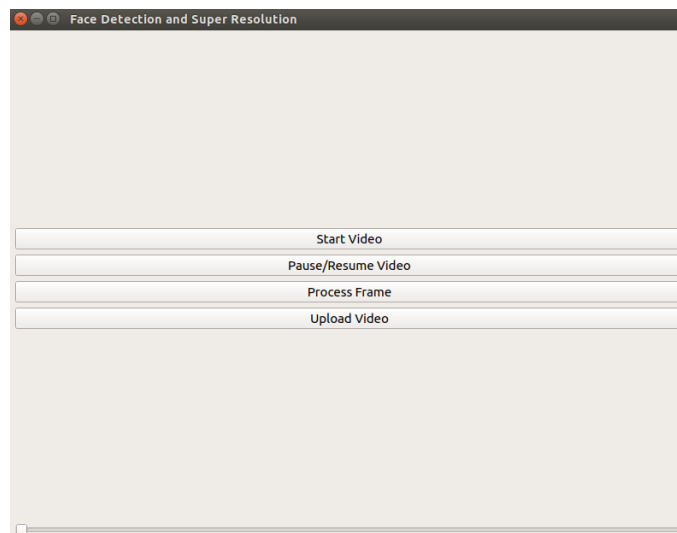 Face Detection and Super Resolution
Start Video
Pause/Resume Video
Process Frame
Upload Video